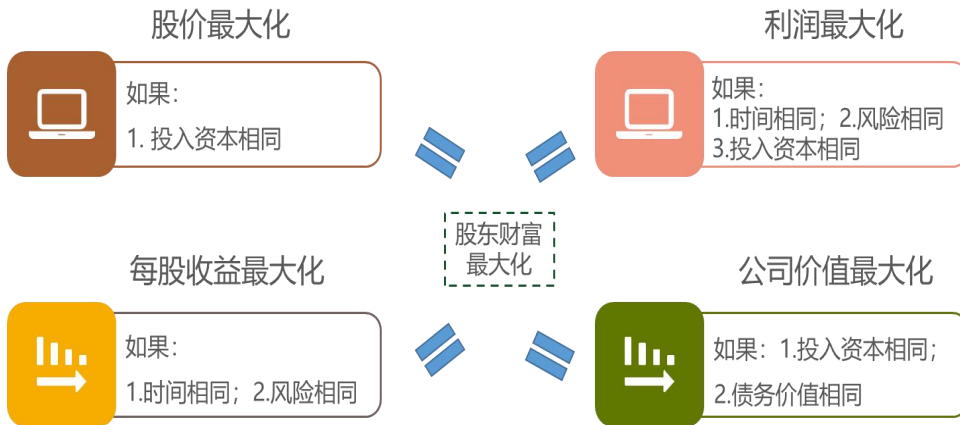 股价最大化
如果：
1. 投入资本相同
利润最大化
如果：
1.时间相同；2.风险相同
3.投入资本相同
股东财富
最大化
每股收益最大化
如果：
1.时间相同；2.风险相同
公司价值最大化
如果：1.投入资本相同；
2.债务价值相同